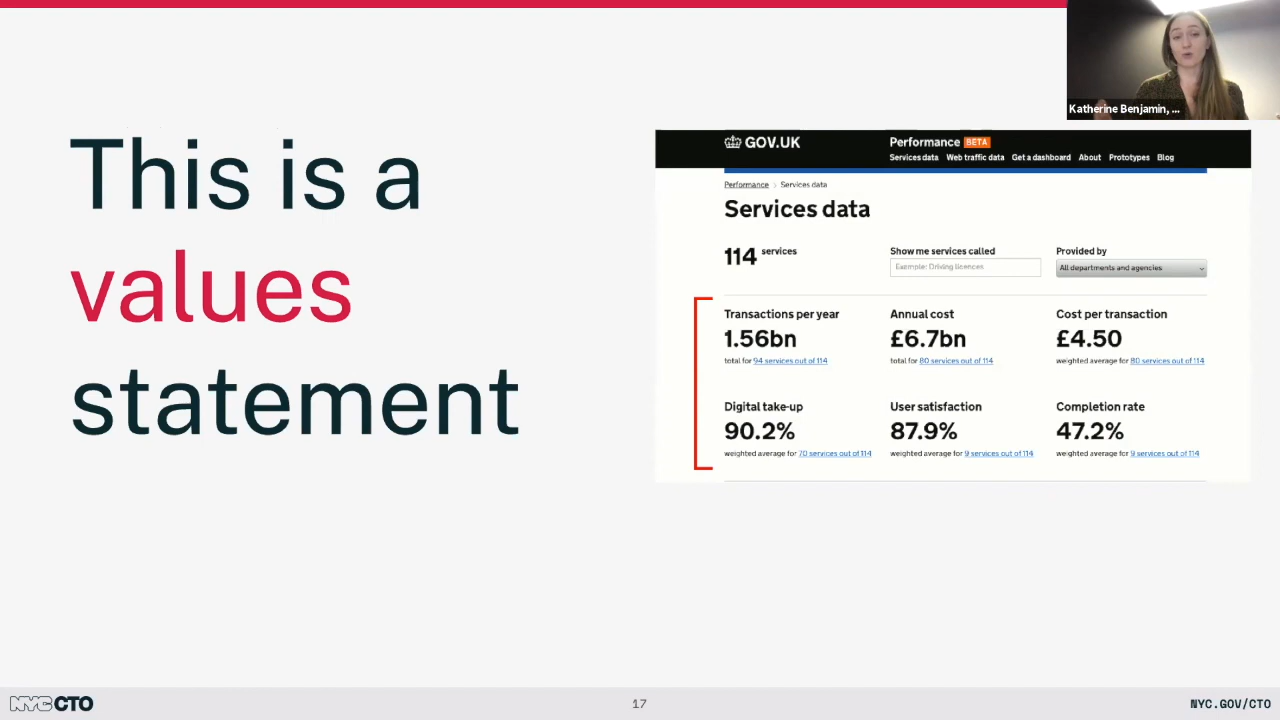 Katherine Benjamin, ...
This is a
values
statement
GOV.UK
Performance BETA
Services data Web traffic data Get a dashboard About Prototypes Blog
Performance > Services data
Services data
114 services
Show me services called
Example: Driving licences
Provided by
All departments and agencies
Transactions per year
1.56bn
total for 94 services out of 114
Annual cost
£6.7bn
total for 80 services out of 114
Cost per transaction
£4.50
weighted average for 80 services out of 114
Digital take-up
90.2%
weighted average for 70 services out of 114
User satisfaction
87.9%
weighted average for 9 services out of 114
Completion rate
47.2%
weighted average for 9 services out of 114
NYC CTO
17
NYC.GOV/CTO